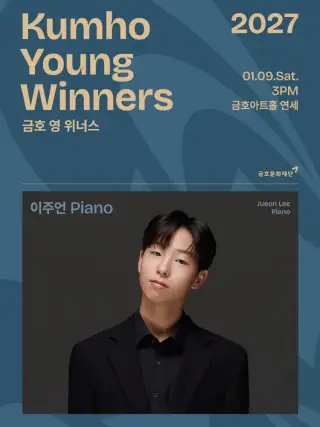 Kumho
Young
Winners
금호 영 위너스
2027
01.09.Sat.
3PM
금호아트홀 연세
금호문화재단
이주언 Piano
Jueon Lee
Piano